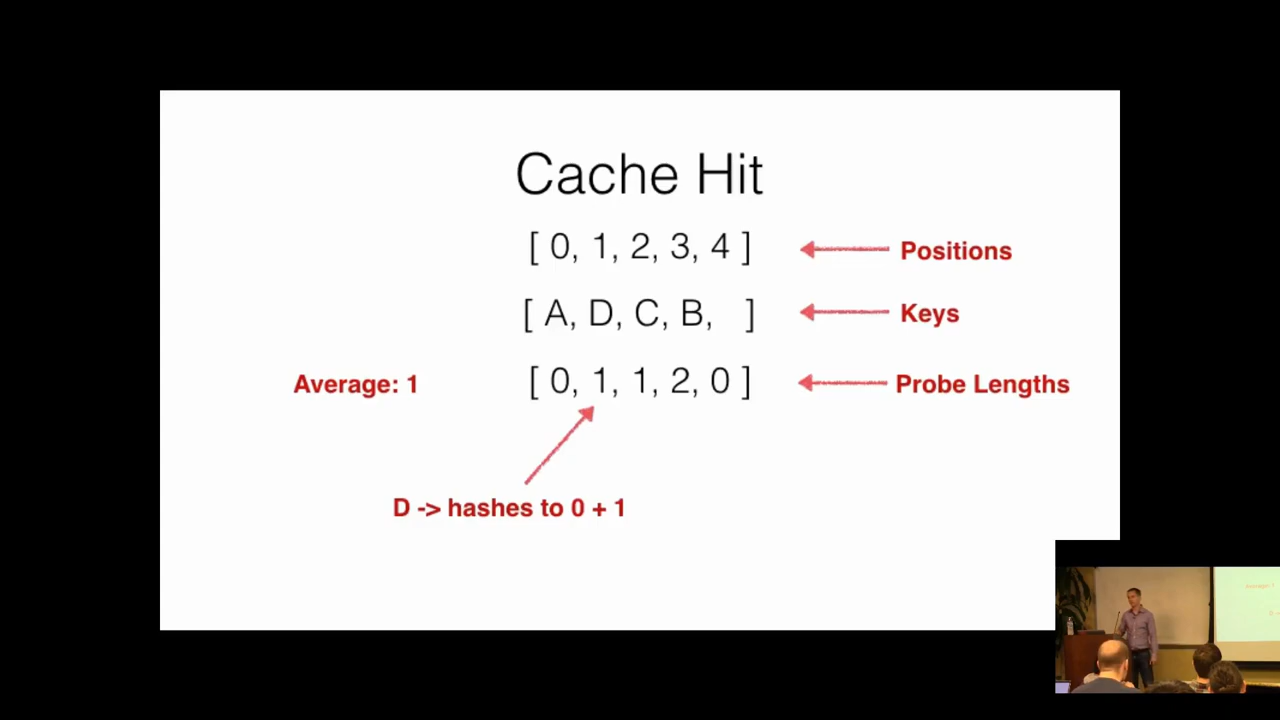 Cache Hit
[ 0, 1, 2, 3, 4 ]
Positions
[ A, D, C, B,   ]
Keys
Average: 1
[ 0, 1, 1, 2, 0 ]
Probe Lengths
D -> hashes to 0 + 1